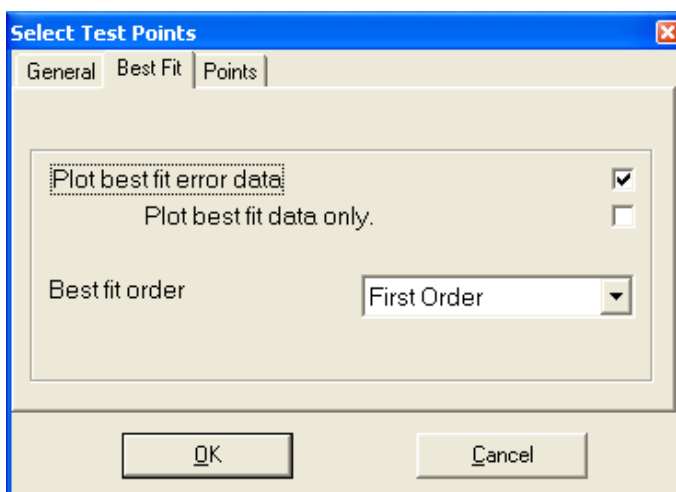 Select Test Points
General Best Fit Points
Plot best fit error data
Plot best fit data only.
Best fit order First Order
OK Cancel